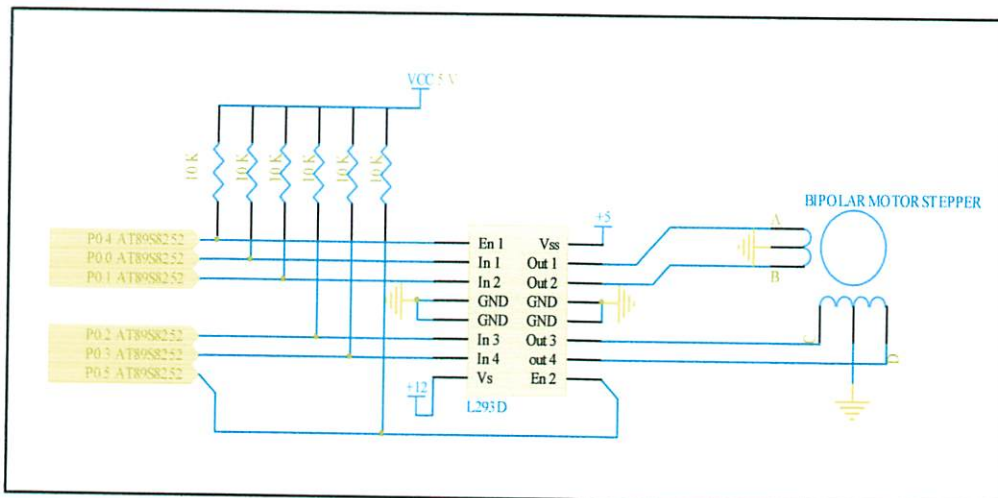 VCC 5 V
10 K
10 K
10 K
10 K
10 K
10 K
P0.4 AT89S8252
P0.0 AT89S8252
P0.1 AT89S8252
P0.2 AT89S8252
P0.3 AT89S8252
P0.5 AT89S8252
En 1
In 1
In 2
GND
GND
In 3
In 4
Vs
Vss
Out 1
Out 2
GND
GND
Out 3
out 4
En 2
L293D
+5
+12
BIPOLAR MOTOR STEPPER
A
B
C
D